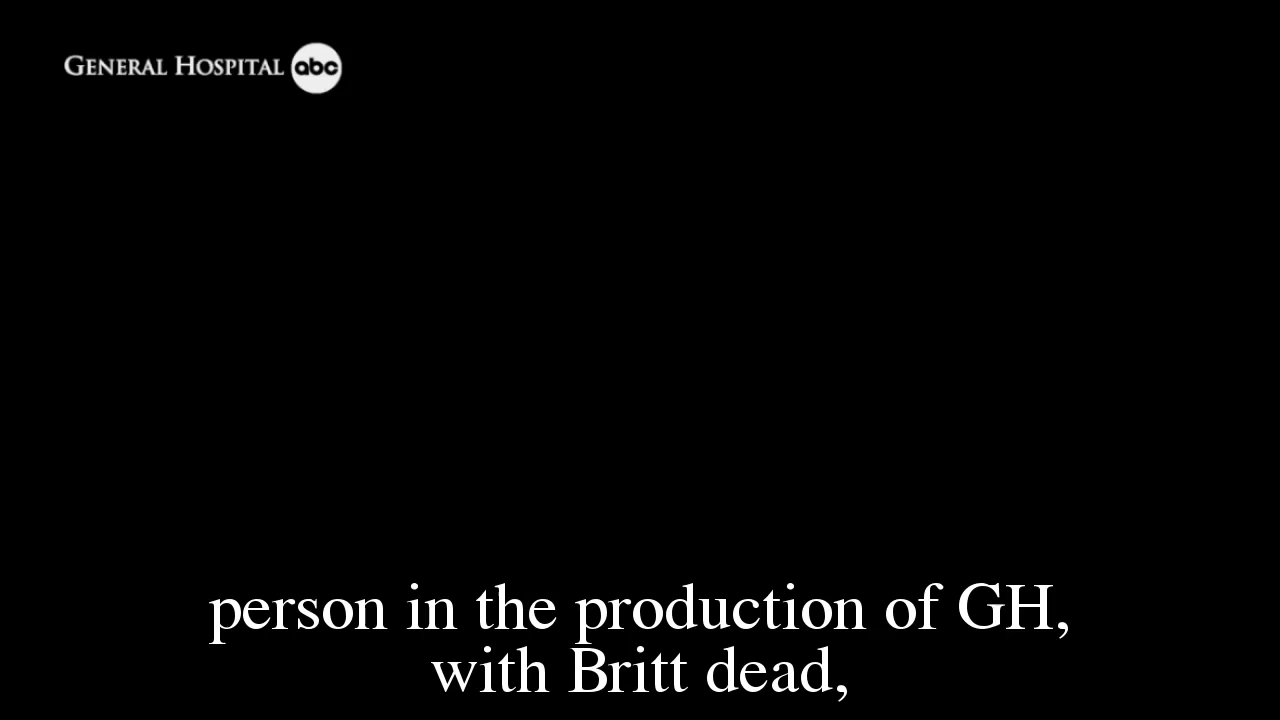 GENERAL HOSPITAL abc
person in the production of GH,
with Britt dead,